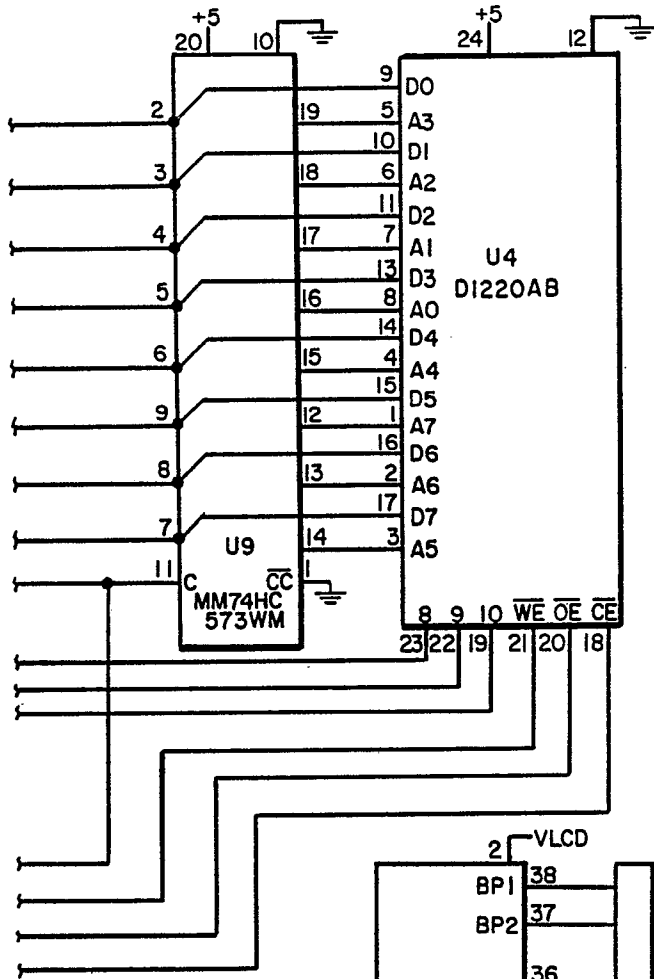 +5
20
10
+5
24
12
9 D0
2
19 5 A3
10 D1
3
18 6 A2
11 D2
4
17 7 A1
U4
D1220AB
13 D3
5
16 8 A0
14 D4
6
15 4 A4
15 D5
9
12 1 A7
16 D6
8
13 2 A6
17 D7
7
U9
14 3 A5
11 C CC 1
MM74HC
573WM
8 9 10 WE OE CE
23 22 19 21 20 18
2 VLCD
BP1 38
BP2 37
36